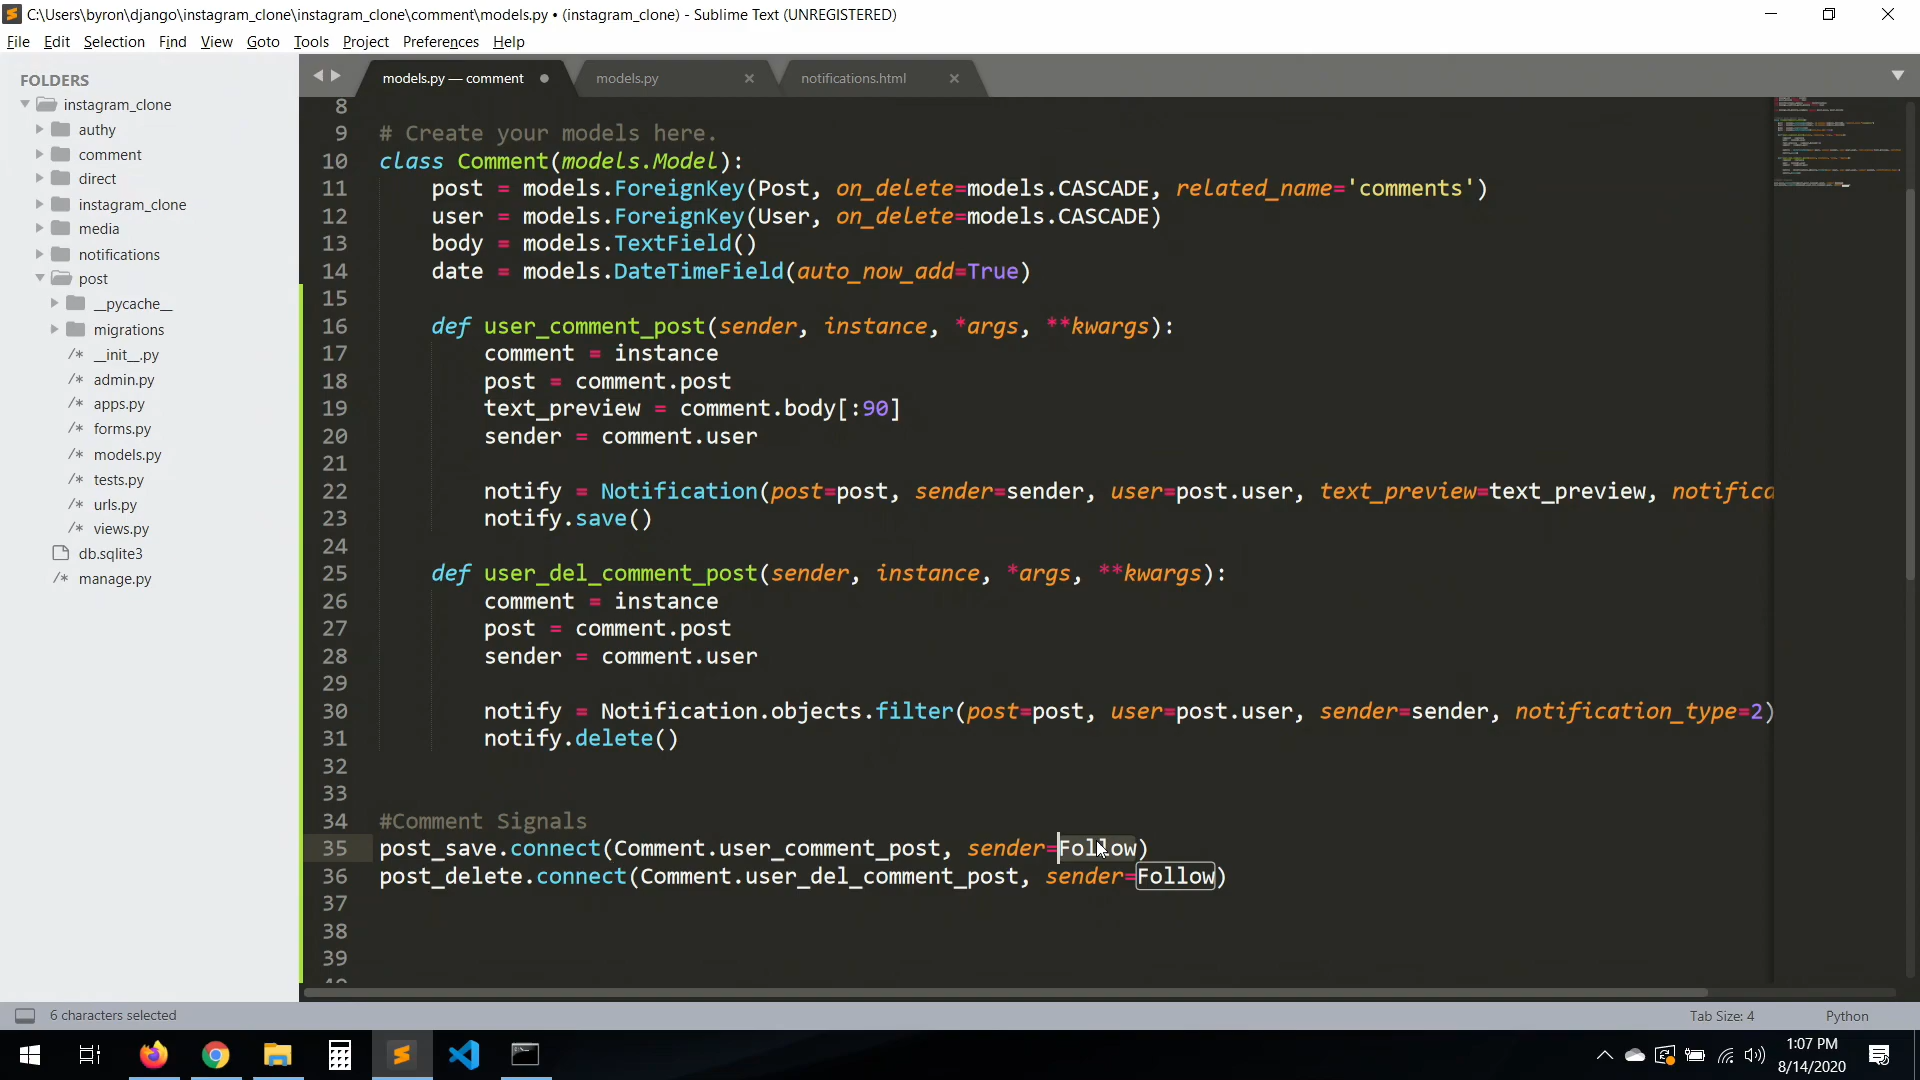 C:\Users\byron\django\instagram_clone\instagram_clone\comment\models.py • (instagram_clone) - Sublime Text (UNREGISTERED)
File Edit Selection Find View Goto Tools Project Preferences Help
FOLDERS
instagram_clone
authy
comment
direct
instagram_clone
media
notifications
post
__pycache__
migrations
/* __init__.py
/* admin.py
/* apps.py
/* forms.py
/* models.py
/* tests.py
/* urls.py
/* views.py
db.sqlite3
/* manage.py
models.py — comment
models.py
notifications.html
8
9 # Create your models here.
10 class Comment(models.Model):
11 post = models.ForeignKey(Post, on_delete=models.CASCADE, related_name='comments')
12 user = models.ForeignKey(User, on_delete=models.CASCADE)
13 body = models.TextField()
14 date = models.DateTimeField(auto_now_add=True)
15
16 def user_comment_post(sender, instance, *args, **kwargs):
17 comment = instance
18 post = comment.post
19 text_preview = comment.body[:90]
20 sender = comment.user
21
22 notify = Notification(post=post, sender=sender, user=post.user, text_preview=text_preview, notifica
23 notify.save()
24
25 def user_del_comment_post(sender, instance, *args, **kwargs):
26 comment = instance
27 post = comment.post
28 sender = comment.user
29
30 notify = Notification.objects.filter(post=post, user=post.user, sender=sender, notification_type=2)
31 notify.delete()
32
33
34 #Comment Signals
35 post_save.connect(Comment.user_comment_post, sender=Follow)
36 post_delete.connect(Comment.user_del_comment_post, sender=Follow)
37
38
39
6 characters selected
Tab Size: 4
Python
1:07 PM
8/14/2020